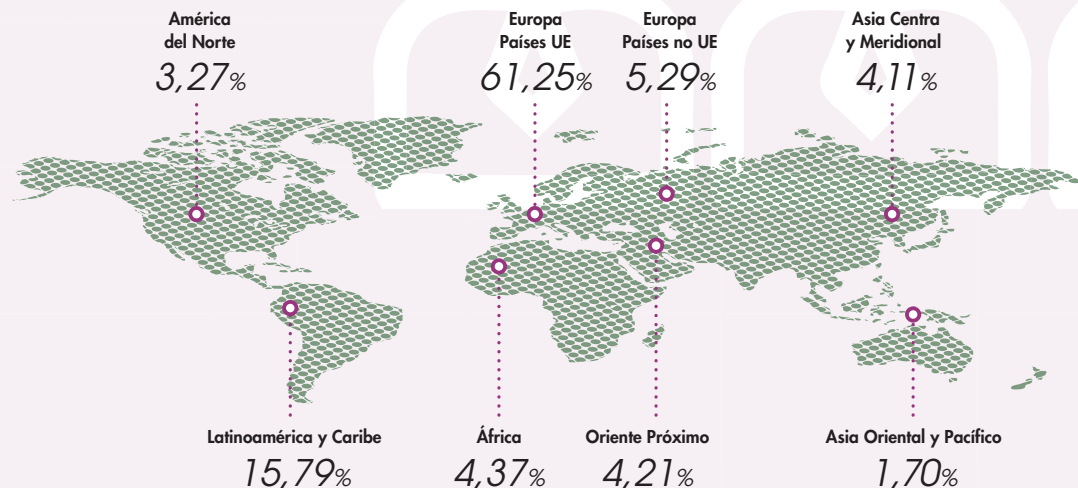 América
del Norte
3,27%
Europa
Países UE
61,25%
Europa
Países no UE
5,29%
Asia Centra
y Meridional
4,11%
Latinoamérica y Caribe
15,79%
África
4,37%
Oriente Próximo
4,21%
Asia Oriental y Pacífico
1,70%